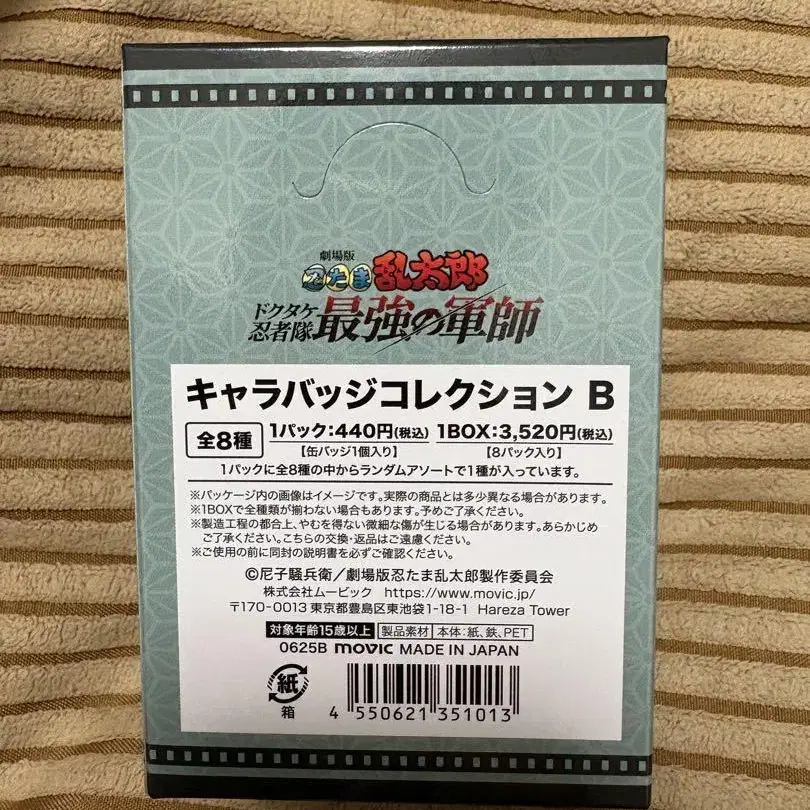 劇場版
忍たま乱太郎
ドクタケ忍者隊 最強の軍師
キャラバッジコレクション B
全8種 1パック:440円(税込) 1BOX:3,520円(税込)
【缶バッジ1個入り】 【8パック入り】
1パックに全8種の中からランダムアソートで1種が入っています。
※パッケージ内の画像はイメージです。実際の商品とは多少異なる場合があります。
※1BOXで全種類が揃わない場合もあります。予めご了承ください。
※製造工程の都合上、やむを得ない微細な傷が生じる場合があります。あらかじめ
ご了承ください。こちらの交換・返品はご遠慮ください。
※ご使用の前に同封の説明書を必ずご確認ください。
©尼子騒兵衛/劇場版忍たま乱太郎製作委員会
株式会社ムービック https://www.movic.jp/
〒170-0013 東京都豊島区東池袋1-18-1 Hareza Tower
対象年齢15歳以上 製品素材 本体:紙、鉄、PET
0625B movic MADE IN JAPAN
紙
箱
4 550621 351013